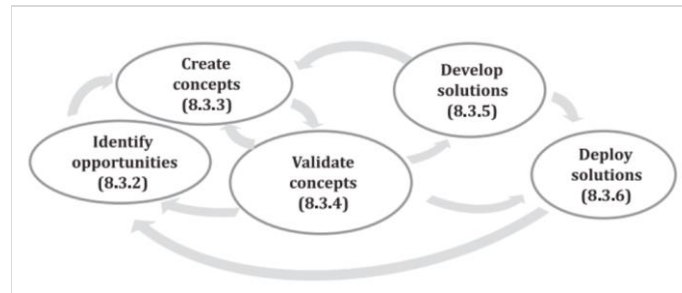 Create
concepts
(8.3.3)
Develop
solutions
(8.3.5)
Identify
opportunities
(8.3.2)
Validate
concepts
(8.3.4)
Deploy
solutions
(8.3.6)